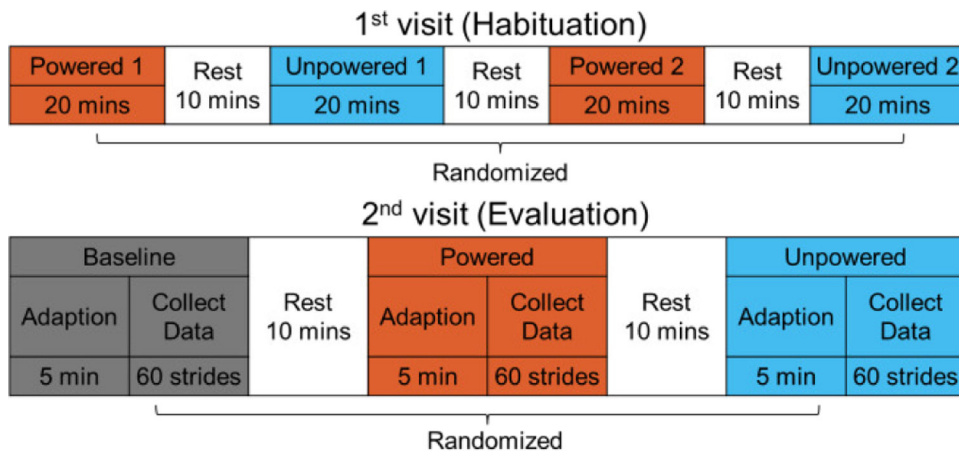 1st visit (Habituation)
Powered 1
20 mins
Rest
10 mins
Unpowered 1
20 mins
Rest
10 mins
Powered 2
20 mins
Rest
10 mins
Unpowered 2
20 mins
Randomized
2nd visit (Evaluation)
Baseline
Adaption
Collect
Data
5 min
60 strides
Rest
10 mins
Powered
Adaption
Collect
Data
5 min
60 strides
Rest
10 mins
Unpowered
Adaption
Collect
Data
5 min
60 strides
Randomized